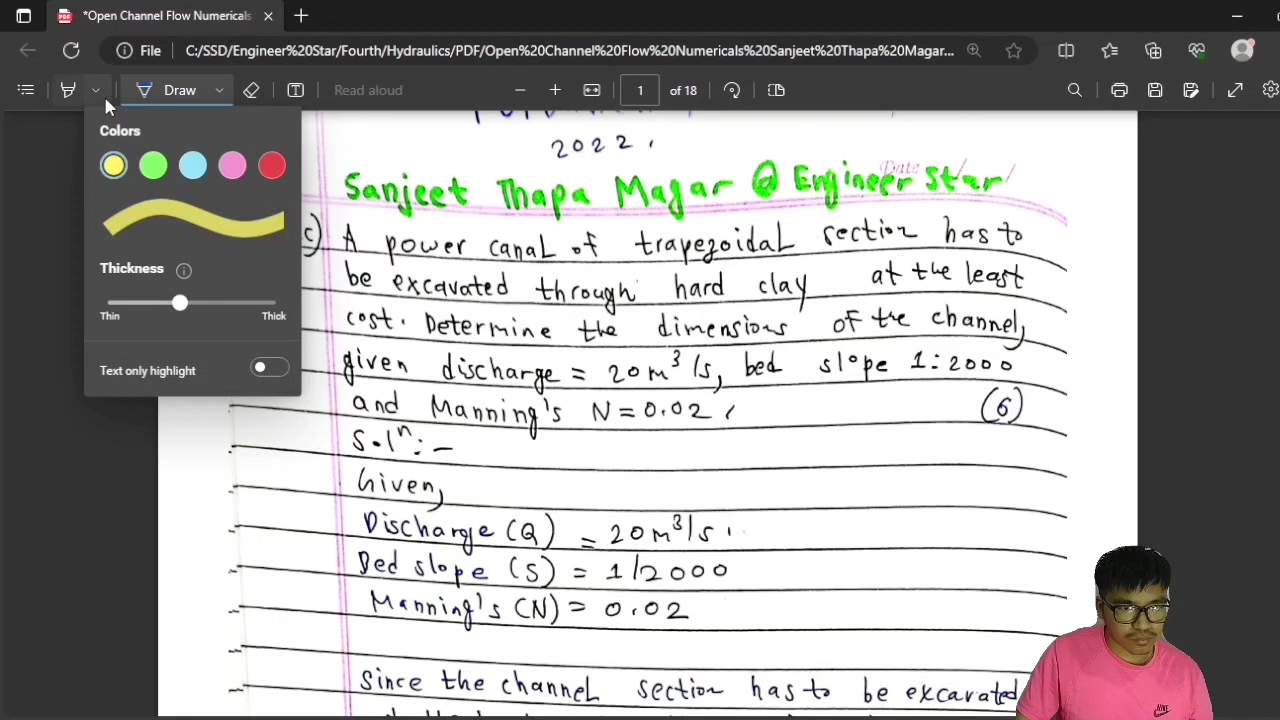 *Open Channel Flow Numericals
File C:/SSD/Engineer%20Star/Fourth/Hydraulics/PDF/Open%20Channel%20Flow%20Numericals%20Sanjeet%20Thapa%20Magar...
Draw Read aloud 1 of 18
Colors
Thickness
Thin Thick
Text only highlight
2022.
Date
Sanjeet Thapa Magar @ Engineer Star
c) A power canal of trapezoidal section has to
be excavated through hard clay at the least
cost. Determine the dimensions of the channel,
given discharge = 20m³/s, bed slope 1:2000
and Manning's N=0.02. (6)
Solⁿ:-
Given,
Discharge (Q) = 20m³/s.
Bed slope (S) = 1/2000
Manning's (N) = 0.02
Since the channel section has to be excavated